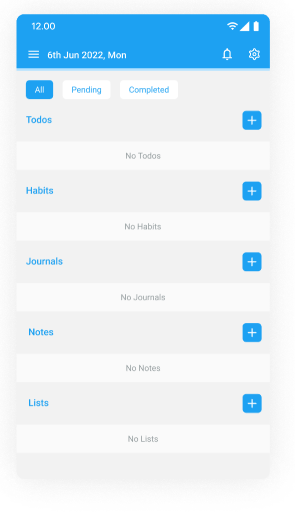 12.00
6th Jun 2022, Mon
All Pending Completed
Todos
No Todos
Habits
No Habits
Journals
No Journals
Notes
No Notes
Lists
No Lists